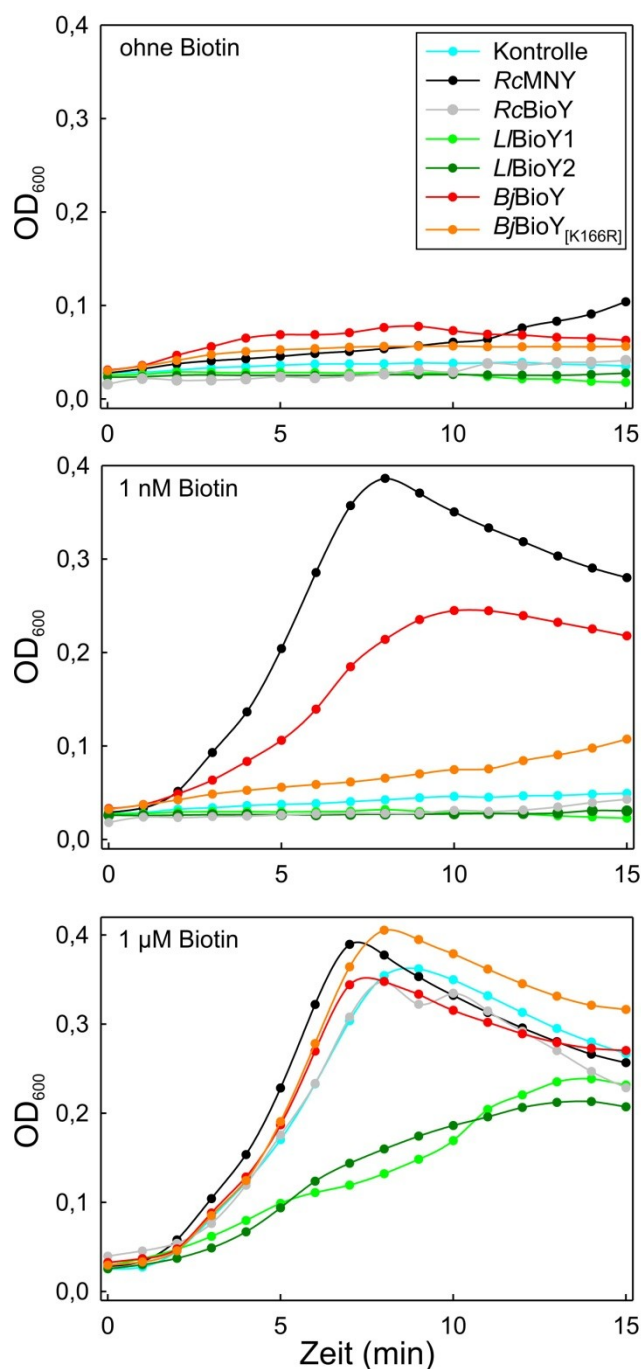 ohne Biotin
Kontrolle
RcMNY
RcBioY
LlBioY1
LlBioY2
BjBioY
BjBioY[K166R]
OD600
0,4
0,3
0,2
0,1
0,0
0 5 10 15
1 nM Biotin
OD600
0,4
0,3
0,2
0,1
0,0
0 5 10 15
1 µM Biotin
OD600
0,4
0,3
0,2
0,1
0,0
0 5 10 15
Zeit (min)